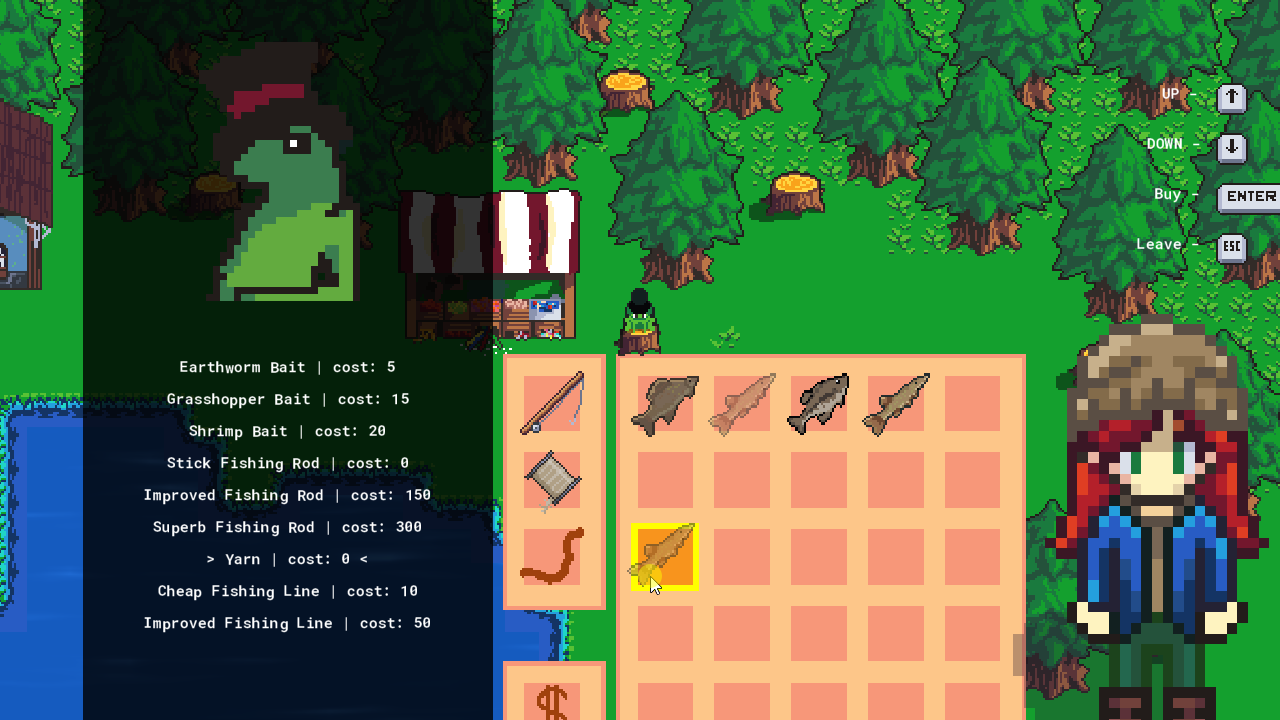 UP -
DOWN -
Buy -
ENTER
Leave -
ESC
Earthworm Bait | cost: 5
Grasshopper Bait | cost: 15
Shrimp Bait | cost: 20
Stick Fishing Rod | cost: 0
Improved Fishing Rod | cost: 150
Superb Fishing Rod | cost: 300
> Yarn | cost: 0 <
Cheap Fishing Line | cost: 10
Improved Fishing Line | cost: 50
$